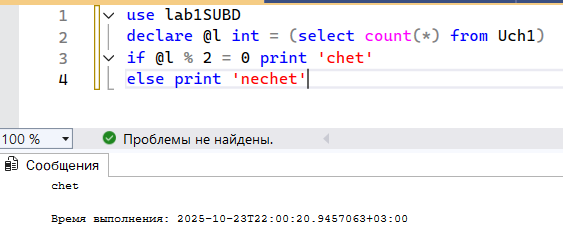 1 use lab1SUBD
2 declare @l int = (select count(*) from Uch1)
3 if @l % 2 = 0 print 'chet'
4 else print 'nechet'
100 % Проблемы не найдены.
Сообщения
chet
Время выполнения: 2025-10-23T22:00:20.9457063+03:00